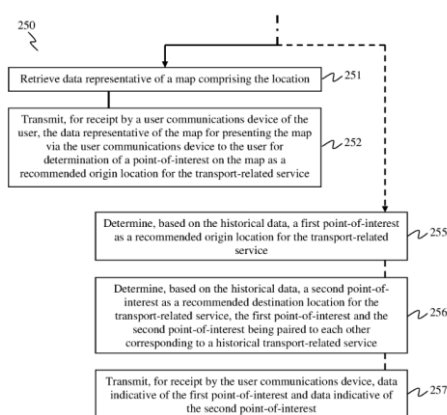 250
Retrieve data representative of a map comprising the location
251
Transmit, for receipt by a user communications device of the
user, the data representative of the map for presenting the map
via the user communications device to the user for
determination of a point-of-interest on the map as a
recommended origin location for the transport-related service
252
Determine, based on the historical data, a first point-of-interest
as a recommended origin location for the transport-related
service
255
Determine, based on the historical data, a second point-of-
interest as a recommended destination location for the
transport-related service, the first point-of-interest and the
second point-of-interest being paired to each other
corresponding to a historical transport-related service
256
Transmit, for receipt by the user communications device, data
indicative of the first point-of-interest and data indicative of
the second point-of-interest
257